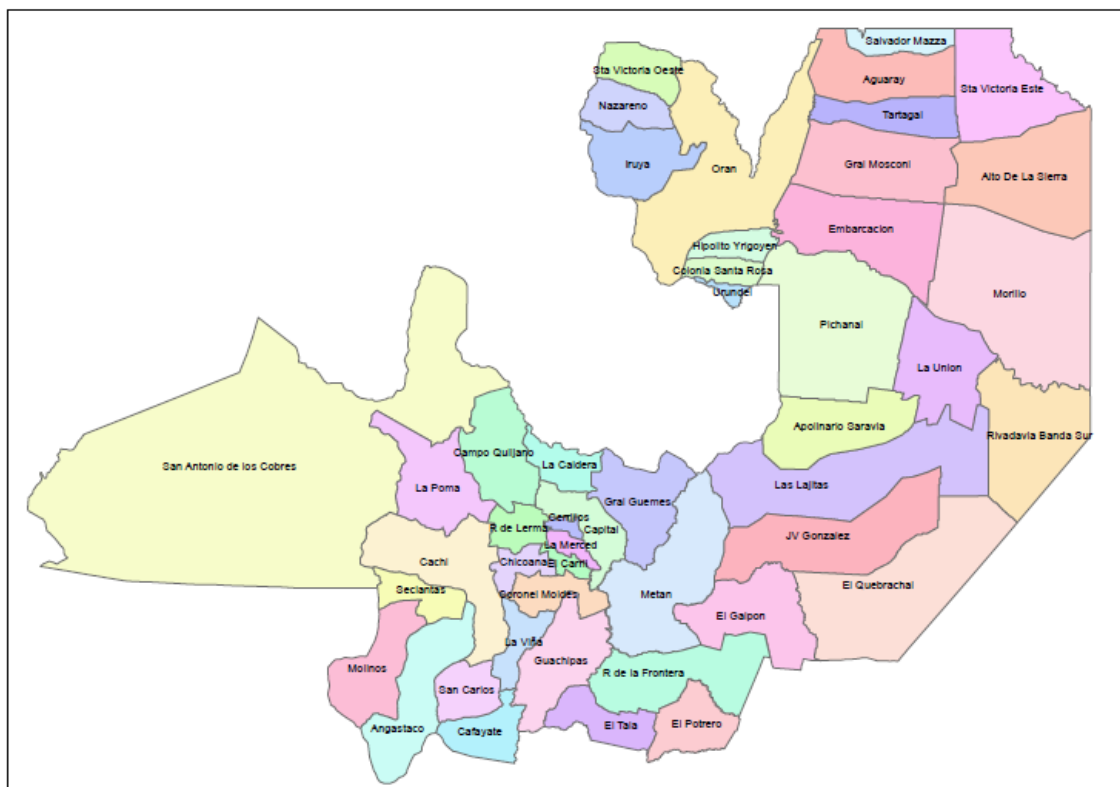 Salvador Mazza
Sta Victoria Oeste
Aguaray
Sta Victoria Este
Nazareno
Tartagal
Iruya
Oran
Gral Mosconi
Alto De La Sierra
Embarcacion
Hipolito Yrigoyen
Colonia Santa Rosa
Urundel
Morillo
Pichanal
La Union
Apolinario Saravia
Rivadavia Banda Sur
San Antonio de los Cobres
Campo Quijano
La Caldera
La Poma
Las Lajitas
Gral Guemes
Cerrillos
R de Lerma
Capital
JV Gonzalez
La Merced
Cachi
Chicoana
El Carril
El Quebrachal
Seclantas
Coronel Moldes
Metan
El Galpon
La Viña
Molinos
Guachipas
R de la Frontera
San Carlos
Angastaco
Cafayate
El Tala
El Potrero